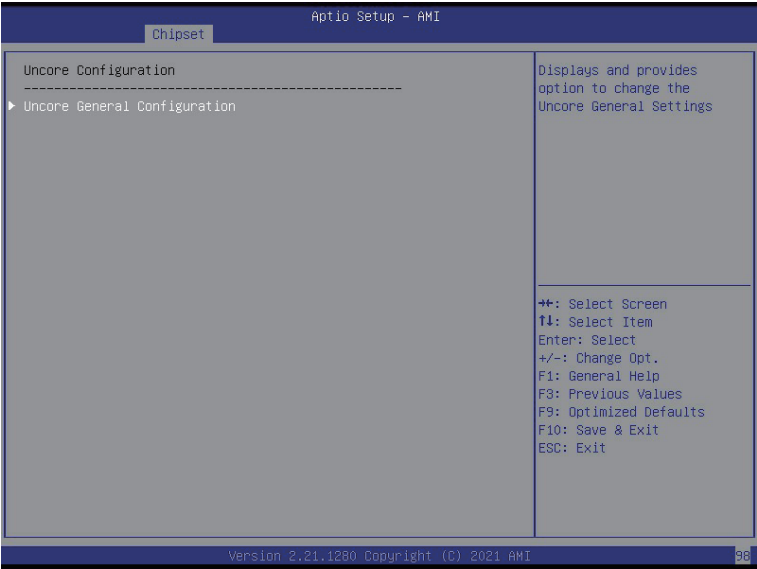 Aptio Setup – AMI
Chipset
Uncore Configuration
--------------------------------------------------
Uncore General Configuration
Displays and provides
option to change the
Uncore General Settings
→←: Select Screen
↑↓: Select Item
Enter: Select
+/-: Change Opt.
F1: General Help
F3: Previous Values
F9: Optimized Defaults
F10: Save & Exit
ESC: Exit
Version 2.21.1280 Copyright (C) 2021 AMI
98